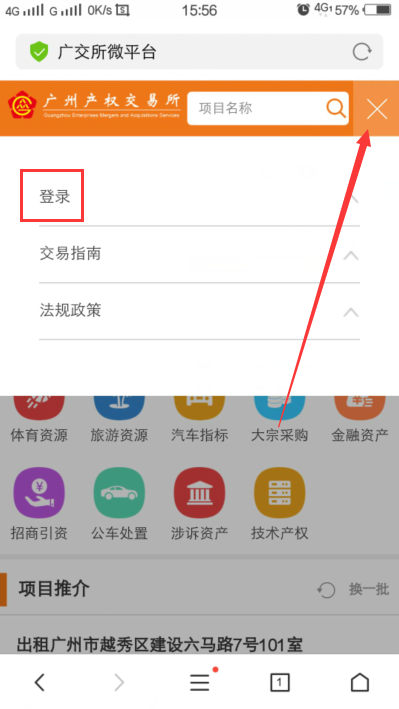 4G G 0K/s 15:56 4G1 57%
广交所微平台
广州产权交易所 项目名称
Guangzhou Enterprises Mergers and Acquisitions Services
登录
交易指南
法规政策
体育资源 旅游资源 汽车指标 大宗采购 金融资产
招商引资 公车处置 涉诉资产 技术产权
项目推介 换一批
出租广州市越秀区建设六马路7号101室
1